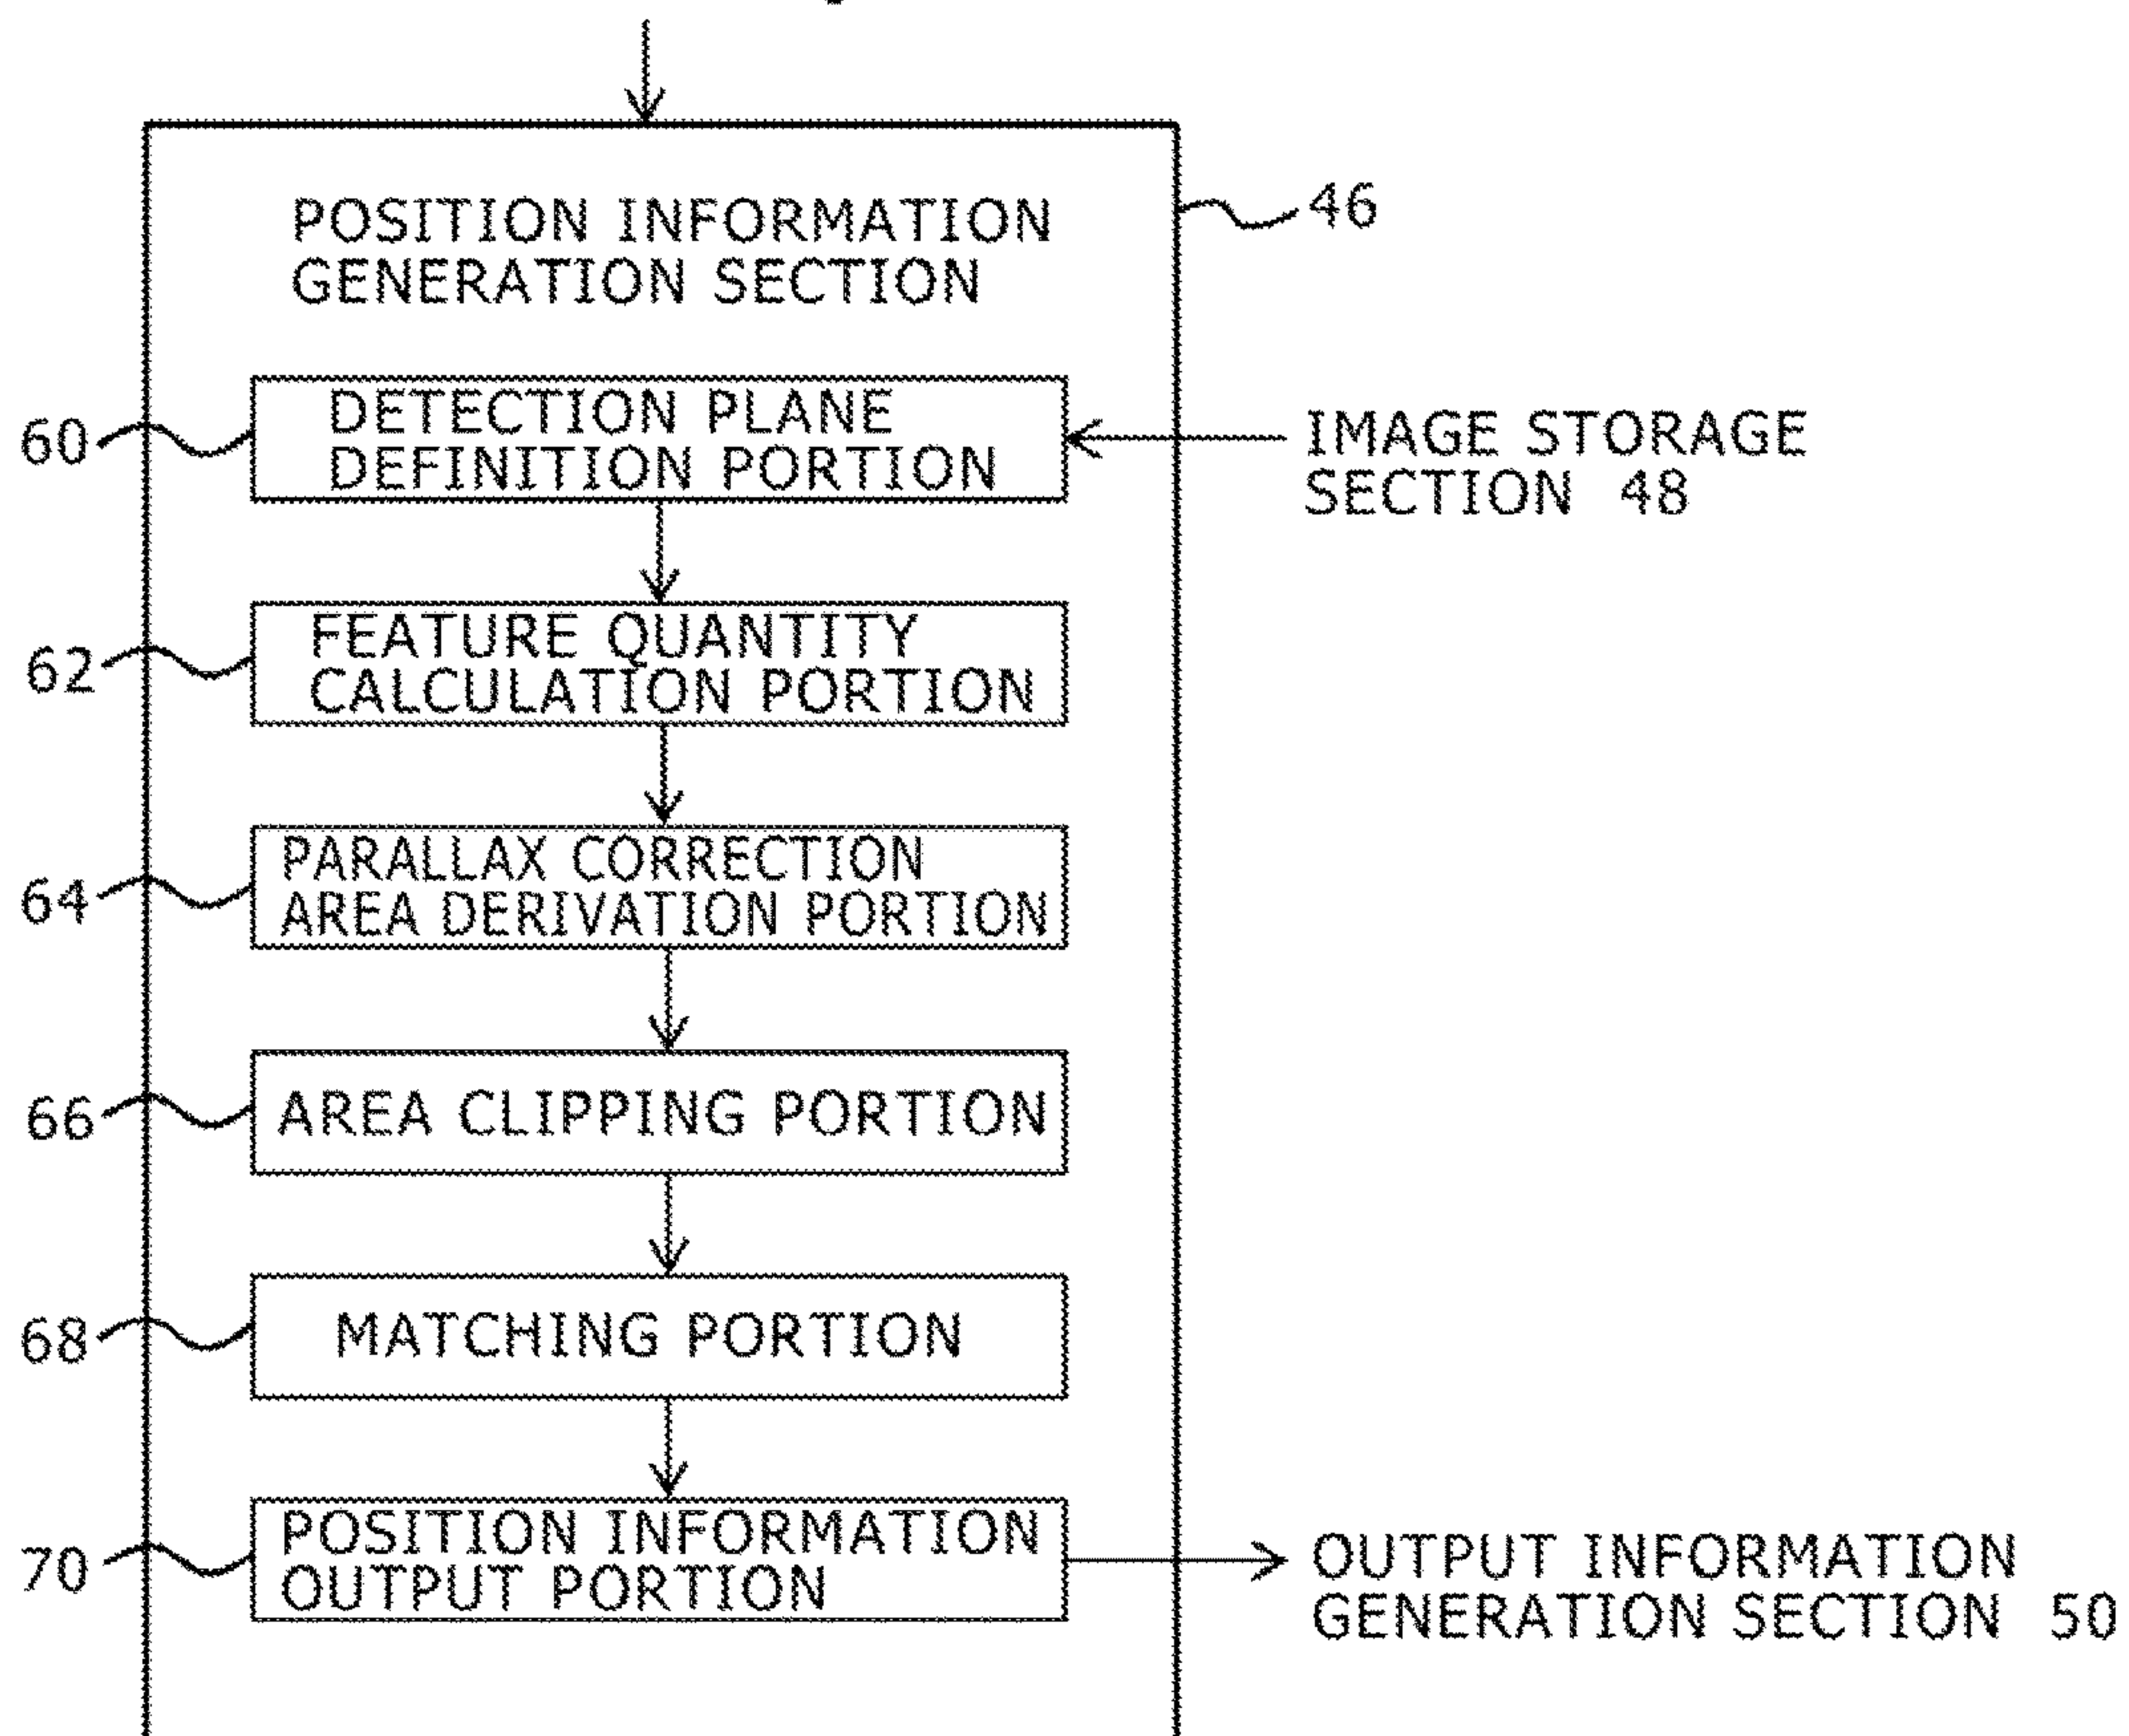 POSITION INFORMATION
GENERATION SECTION
46
60
DETECTION PLANE
DEFINITION PORTION
IMAGE STORAGE
SECTION 48
62
FEATURE QUANTITY
CALCULATION PORTION
64
PARALLAX CORRECTION
AREA DERIVATION PORTION
66
AREA CLIPPING PORTION
68
MATCHING PORTION
70
POSITION INFORMATION
OUTPUT PORTION
OUTPUT INFORMATION
GENERATION SECTION 50